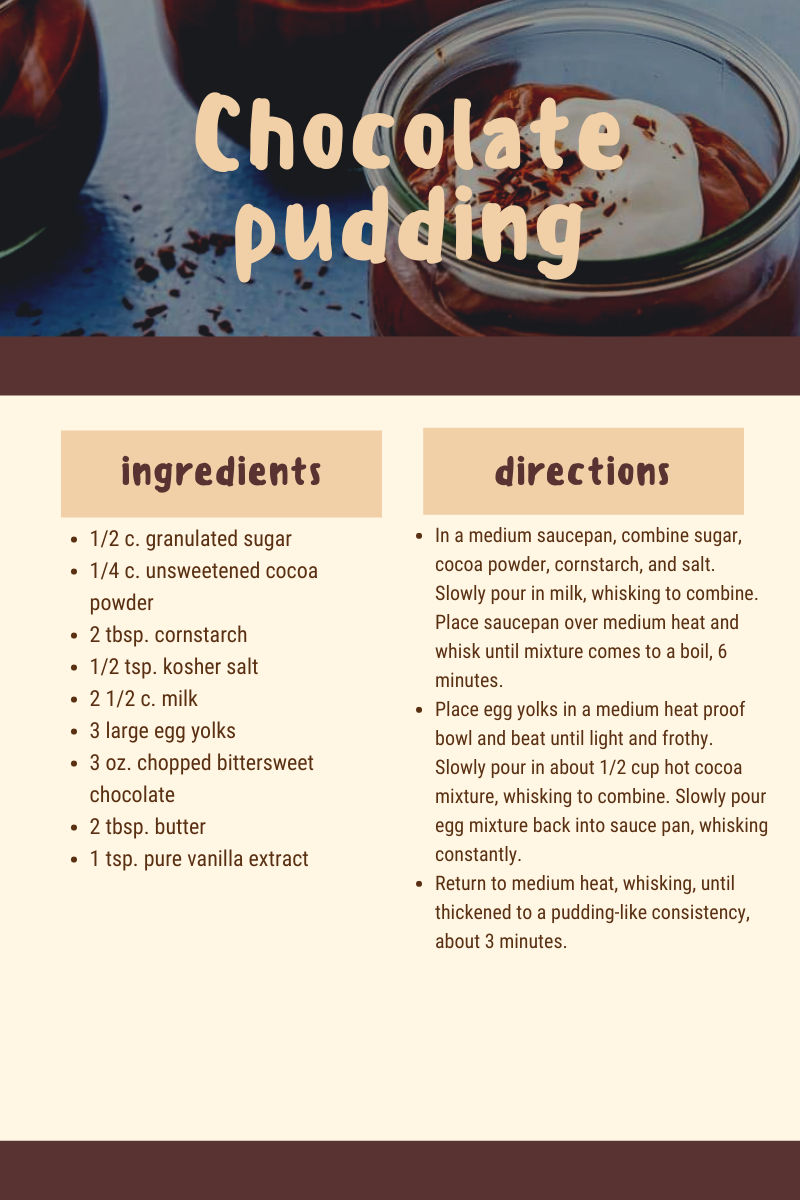 Chocolate
pudding
ingredients
• 1/2 c. granulated sugar
• 1/4 c. unsweetened cocoa
powder
• 2 tbsp. cornstarch
• 1/2 tsp. kosher salt
• 2 1/2 c. milk
• 3 large egg yolks
• 3 oz. chopped bittersweet
chocolate
• 2 tbsp. butter
• 1 tsp. pure vanilla extract
directions
• In a medium saucepan, combine sugar,
cocoa powder, cornstarch, and salt.
Slowly pour in milk, whisking to combine.
Place saucepan over medium heat and
whisk until mixture comes to a boil, 6
minutes.
• Place egg yolks in a medium heat proof
bowl and beat until light and frothy.
Slowly pour in about 1/2 cup hot cocoa
mixture, whisking to combine. Slowly pour
egg mixture back into sauce pan, whisking
constantly.
• Return to medium heat, whisking, until
thickened to a pudding-like consistency,
about 3 minutes.